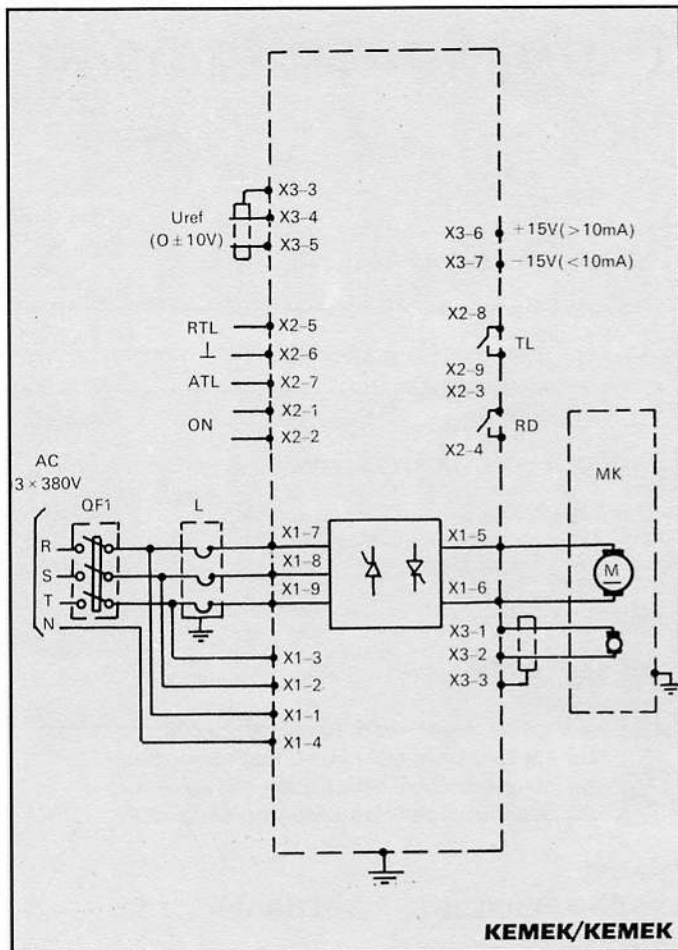 X3-3
Uref X3-4
(0 ± 10V) X3-5
X3-6 +15V(>10mA)
X3-7 -15V(<10mA)
X2-8
RTL X2-5
TL
⊥ X2-6
X2-9
ATL X2-7
X2-3
X2-1
ON RD
X2-2
X2-4
AC
3 × 380V
MK
QF1 L
R X1-7 X1-5
S X1-8 M
T X1-9 X1-6
N
X3-1
X1-3 X3-2
X1-2 X3-3
X1-1
X1-4
KEMEK/KEMEK